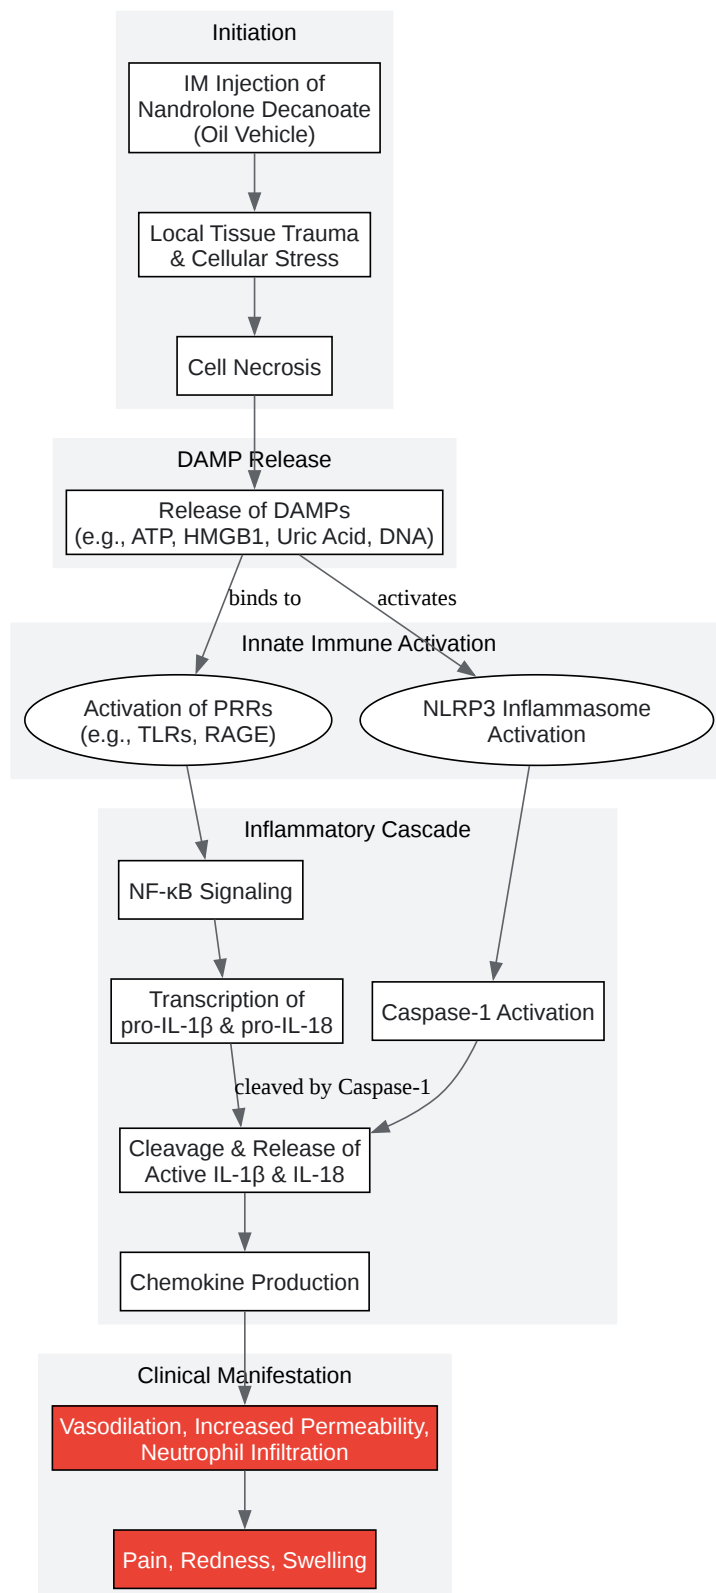 Initiation
IM Injection of
Nandrolone Decanoate
(Oil Vehicle)
Local Tissue Trauma
& Cellular Stress
Cell Necrosis
DAMP Release
Release of DAMPs
(e.g., ATP, HMGB1, Uric Acid, DNA)
binds to
activates
Innate Immune Activation
Activation of PRRs
(e.g., TLRs, RAGE)
NLRP3 Inflammasome
Activation
Inflammatory Cascade
NF-κB Signaling
Transcription of
pro-IL-1β & pro-IL-18
Caspase-1 Activation
cleaved by Caspase-1
Cleavage & Release of
Active IL-1β & IL-18
Chemokine Production
Clinical Manifestation
Vasodilation, Increased Permeability,
Neutrophil Infiltration
Pain, Redness, Swelling